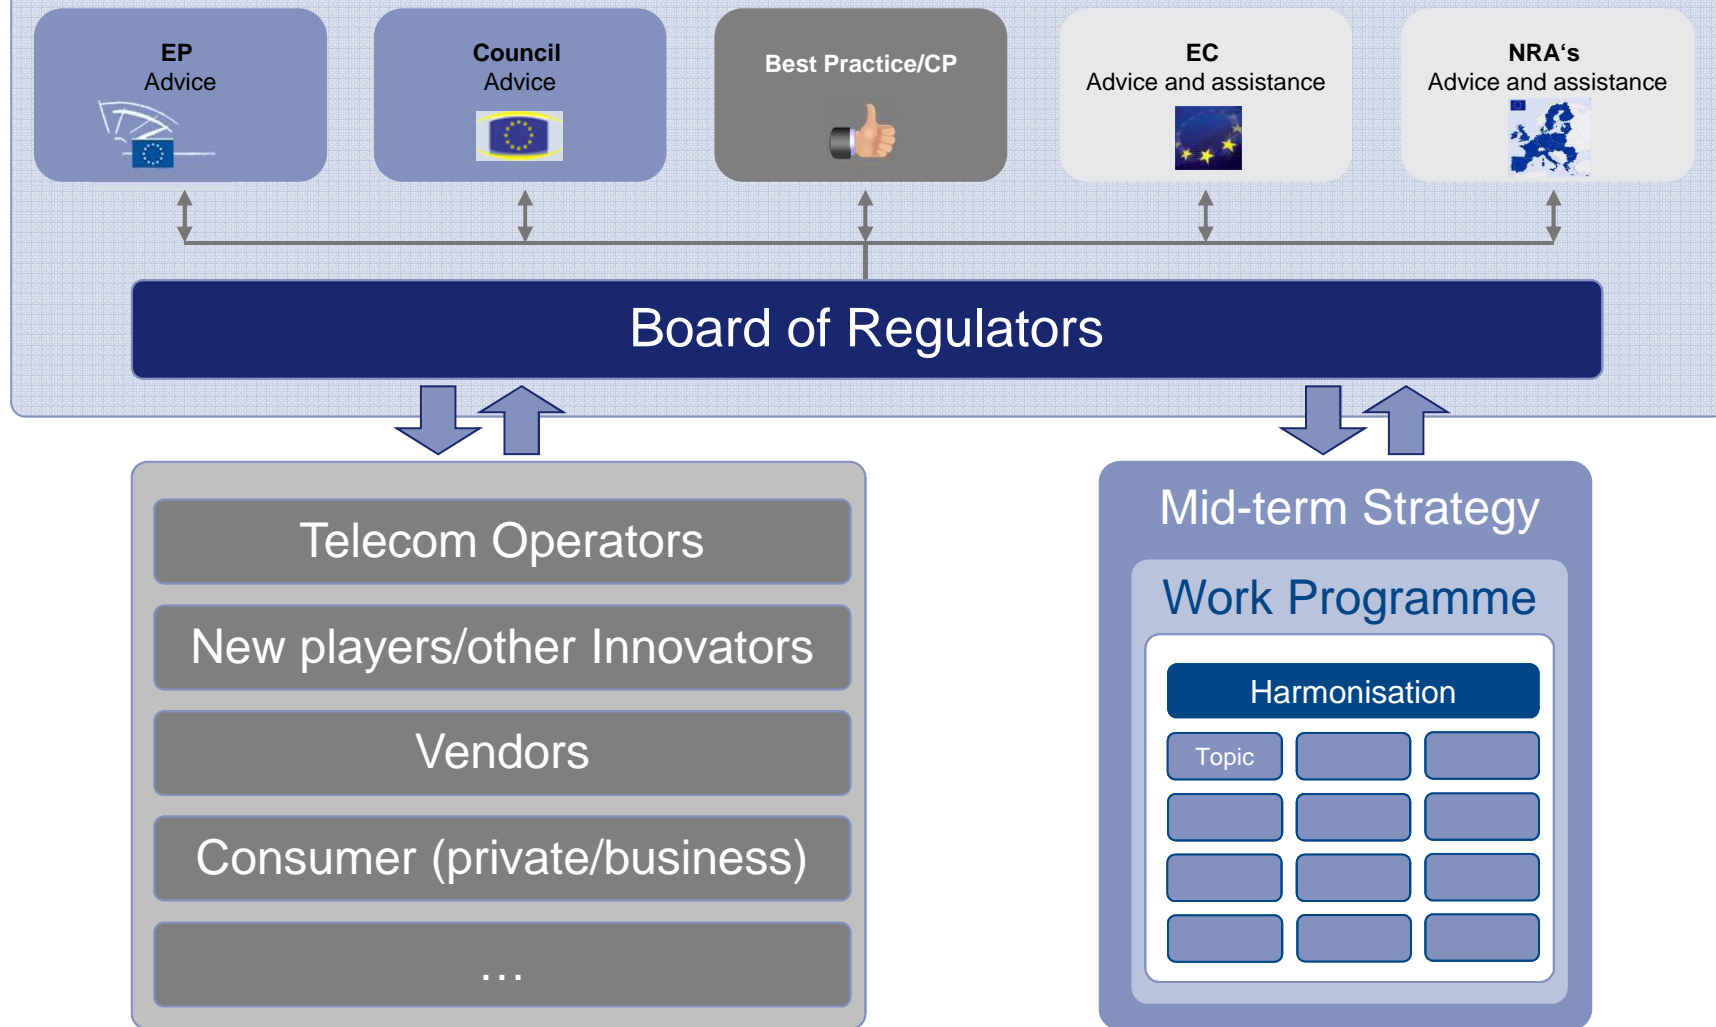 EP
Advice
Council
Advice
Best Practice/CP
EC
Advice and assistance
NRA‘s
Advice and assistance
Board of Regulators
Telecom Operators
New players/other Innovators
Vendors
Consumer (private/business)
…
Mid-term Strategy
Work Programme
Harmonisation
Topic